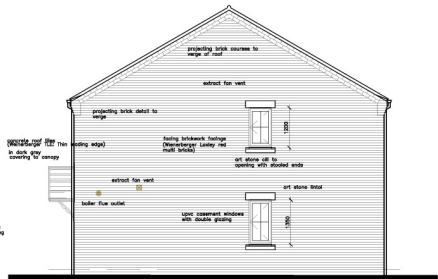 projecting brick courses to
verge of roof
extract fan vent
projecting brick detail to
verge
facing brickwork facings
(Wienerberger Loxley red
multi bricks)
1200
concrete roof tiles
(Wienerberger TLE; Thin leading edge)
in dark grey
covering to canopy
art stone cill to
opening with stooled ends
extract fan vent
art stone lintol
boiler flue outlet
upvc casement windows
with double glazing
1350